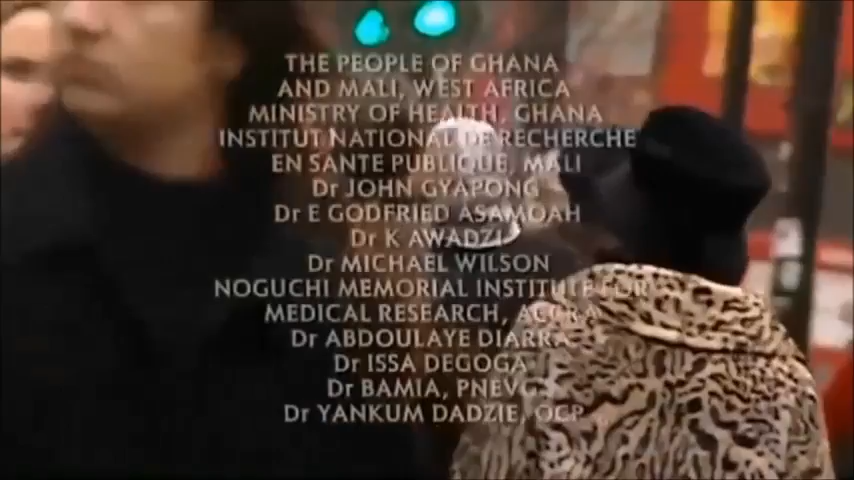 THE PEOPLE OF GHANA
AND MALI, WEST AFRICA
MINISTRY OF HEALTH, GHANA
INSTITUT NATIONAL DE RECHERCHE
EN SANTE PUBLIQUE, MALI
DR JOHN GYAPONG
DR E GODFRIED ASAMOAH
DR K AWADZI
DR MICHAEL WILSON
NOGUCHI MEMORIAL INSTITUTE FOR
MEDICAL RESEARCH, ACCRA
DR ABDOULAYE DIARRA
DR ISSA DEGOGA
DR BAMIA, PNEVG
DR YANKUM DADZIE, OCP